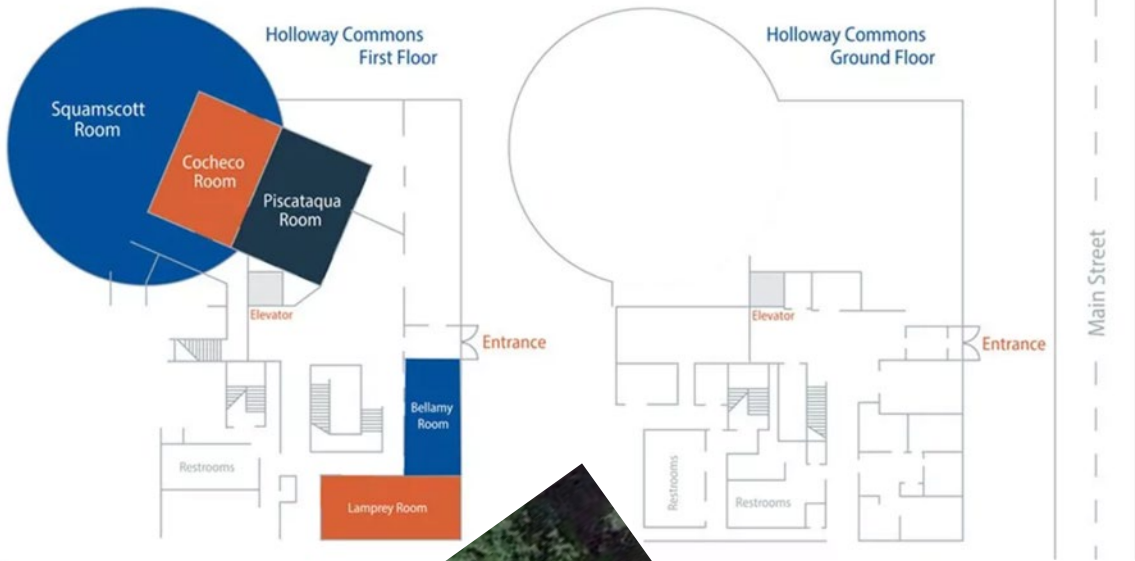 Holloway Commons
First Floor
Squamscott
Room
Cocheco
Room
Piscataqua
Room
Elevator
Entrance
Bellamy
Room
Restrooms
Lamprey Room
Holloway Commons
Ground Floor
Elevator
Entrance
Restrooms
Restrooms
Main Street